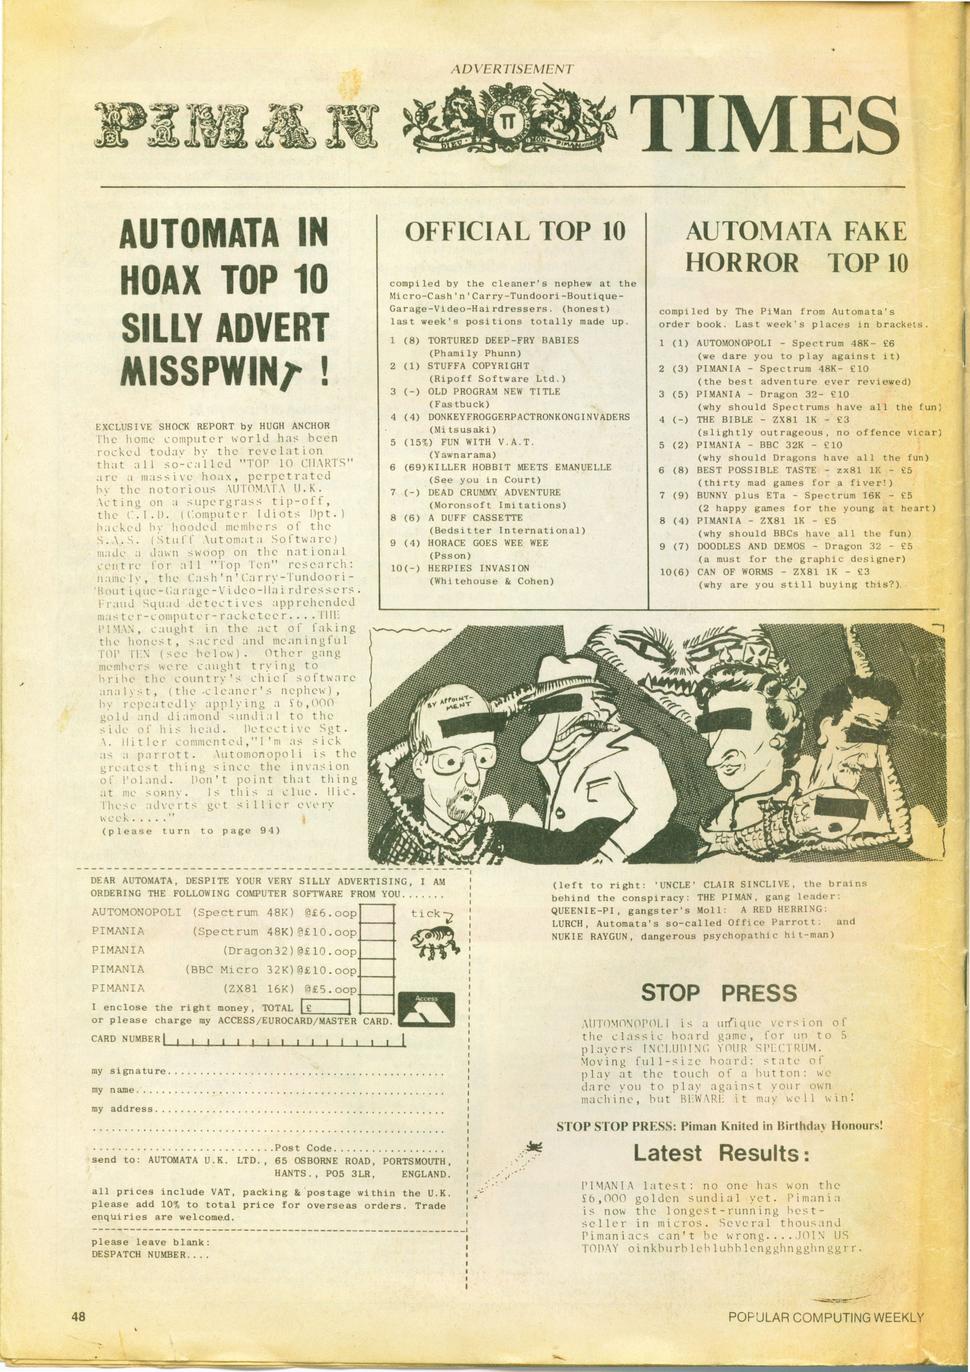 ADVERTISEMENT
PIMAN π TIMES
AUTOMATA IN
HOAX TOP 10
SILLY ADVERT
MISSPWINT !
EXCLUSIVE SHOCK REPORT by HUGH ANCHOR
The home computer world has been
rocked today by the revelation
that all so-called "TOP 10 CHARTS"
are a massive hoax, perpetrated
by the notorious AUTOMATA U.K.
Acting on a supergrass tip-off,
the C.I.D. (Computer Idiots Dpt.)
backed by hooded members of the
S.A.S. (Stuff Automata Software)
made a dawn swoop on the national
centre for all "Top Ten" research:
namely, the Cash'n'Carry-Tundoori-
Boutique-Garage-Video-Hairdressers.
Fraud Squad detectives apprehended
master-computer-racketeer....THE
PIMAN, caught in the act of faking
the honest, sacred and meaningful
TOP TEN (see below). Other gang
members were caught trying to
bribe the country's chief software
analyst, (the cleaner's nephew),
by repeatedly applying a £6,000
gold and diamond sundial to the
side of his head. Detective Sgt.
A. Hitler commented,"I'm as sick
as a parrott. Automonopoli is the
greatest thing since the invasion
of Poland. Don't point that thing
at me sonny. Is this a clue. Hic.
These adverts get sillier every
week....."
(please turn to page 94)
OFFICIAL TOP 10
compiled by the cleaner's nephew at the
Micro-Cash'n'Carry-Tundoori-Boutique-
Garage-Video-Hairdressers. (honest)
last week's positions totally made up.
1 (8) TORTURED DEEP-FRY BABIES
(Phamily Phunn)
2 (1) STUFFA COPYRIGHT
(Ripoff Software Ltd.)
3 (-) OLD PROGRAM NEW TITLE
(Fastbuck)
4 (4) DONKEYFROGGERPACTRONKONGINVADERS
(Mitsusaki)
5 (15%) FUN WITH V.A.T.
(Yawnarama)
6 (69)KILLER HOBBIT MEETS EMANUELLE
(See you in Court)
7 (-) DEAD CRUMMY ADVENTURE
(Moronsoft Imitations)
8 (6) A DUFF CASSETTE
(Bedsitter International)
9 (4) HORACE GOES WEE WEE
(Psson)
10(-) HERPIES INVASION
(Whitehouse & Cohen)
AUTOMATA FAKE
HORROR TOP 10
compiled by The PiMan from Automata's
order book. Last week's places in brackets.
1 (1) AUTOMONOPOLI - Spectrum 48K- £6
(we dare you to play against it)
2 (3) PIMANIA - Spectrum 48K- £10
(the best adventure ever reviewed)
3 (5) PIMANIA - Dragon 32- £10
(why should Spectrums have all the fun)
4 (-) THE BIBLE - ZX81 1K - £3
(slightly outrageous, no offence vicar)
5 (2) PIMANIA - BBC 32K - £10
(why should Dragons have all the fun)
6 (8) BEST POSSIBLE TASTE - zx81 1K - £5
(thirty mad games for a fiver!)
7 (9) BUNNY plus ETa - Spectrum 16K - £5
(2 happy games for the young at heart)
8 (4) PIMANIA - ZX81 1K - £5
(why should BBCs have all the fun)
9 (7) DOODLES AND DEMOS - Dragon 32 - £5
(a must for the graphic designer)
10(6) CAN OF WORMS - ZX81 1K - £3
(why are you still buying this?)
BY APPOINT-
MENT
(left to right: 'UNCLE' CLAIR SINCLIVE, the brains
behind the conspiracy: THE PIMAN, gang leader:
QUEENIE-PI, gangster's Moll: A RED HERRING:
LURCH, Automata's so-called Office Parrott: and
NUKIE RAYGUN, dangerous psychopathic hit-man)
DEAR AUTOMATA, DESPITE YOUR VERY SILLY ADVERTISING, I AM
ORDERING THE FOLLOWING COMPUTER SOFTWARE FROM YOU.......
AUTOMONOPOLI (Spectrum 48K) @£6.oop
tick
PIMANIA (Spectrum 48K)@£10.oop
PIMANIA (Dragon32)@£10.oop
PIMANIA (BBC Micro 32K)@£10.oop
PIMANIA (ZX81 16K) @£5.oop
I enclose the right money, TOTAL £
Access
or please charge my ACCESS/EUROCARD/MASTER CARD.
CARD NUMBER
my signature..............................................
my name...................................................
my address................................................
..........................................................
..............................Post Code...................
send to: AUTOMATA U.K. LTD., 65 OSBORNE ROAD, PORTSMOUTH,
HANTS., PO5 3LR, ENGLAND.
all prices include VAT, packing & postage within the U.K.
please add 10% to total price for overseas orders. Trade
enquiries are welcomed.
please leave blank:
DESPATCH NUMBER....
STOP PRESS
AUTOMONOPOLI is a unique version of
the classic board game, for up to 5
players INCLUDING YOUR SPECTRUM.
Moving full-size board: state of
play at the touch of a button: we
dare you to play against your own
machine, but BEWARE it may well win!
STOP STOP PRESS: Piman Knited in Birthday Honours!
Latest Results:
PIMANIA latest: no one has won the
£6,000 golden sundial yet. Pimania
is now the longest-running best-
seller in micros. Several thousand
Pimaniacs can't be wrong....JOIN US
TODAY oinkburbleblubblengghngghnggrr.
48
POPULAR COMPUTING WEEKLY